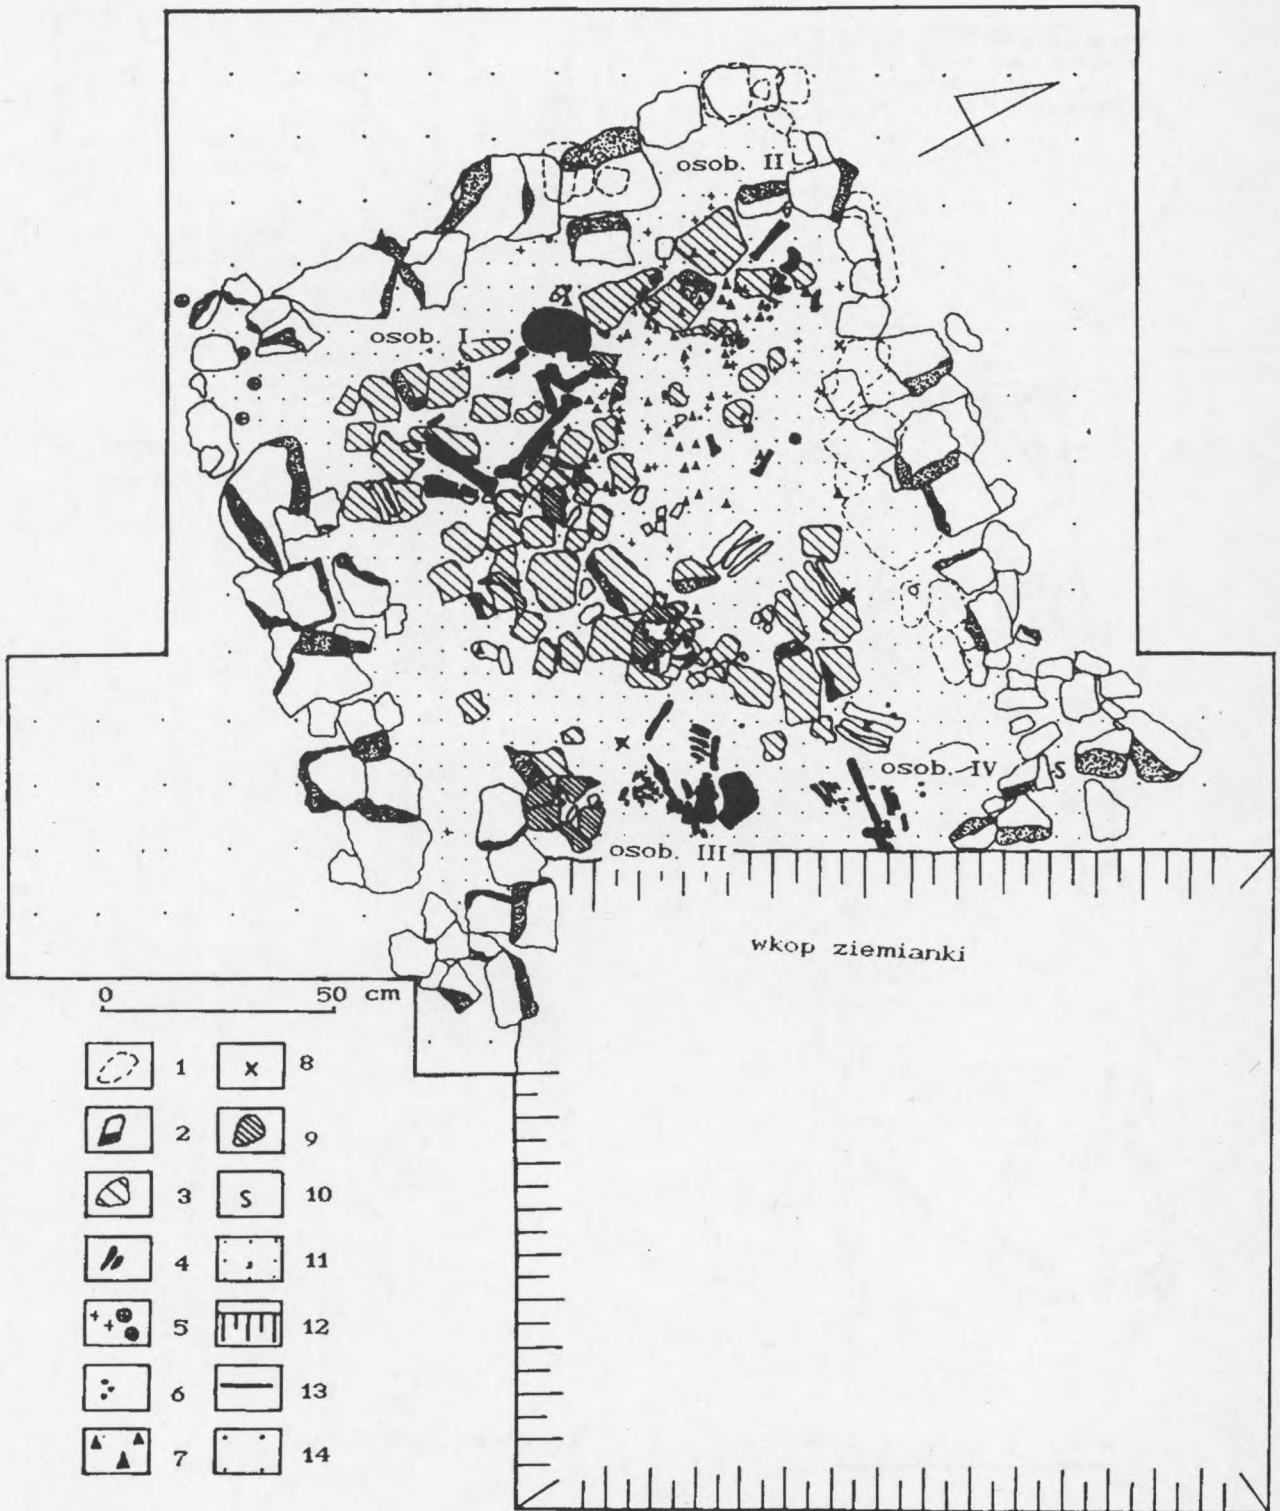 osob. II
osob. I
osob. IV
S
osob. III
wkop ziemianki
0 50 cm
1 8
2 9
3 S 10
4 11
5 12
6 13
7 14